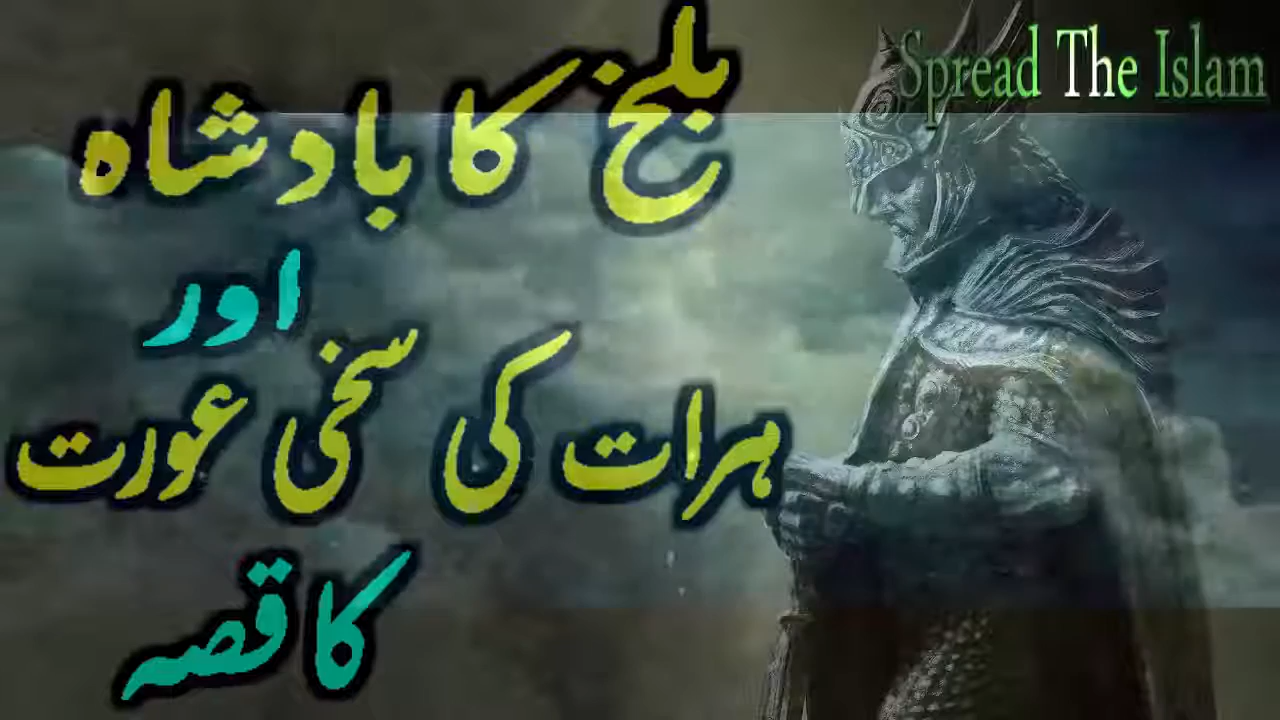 Spread The Islam
بلخ کا بادشاہ
اور
ہرات کی سخی عورت
کا قصہ